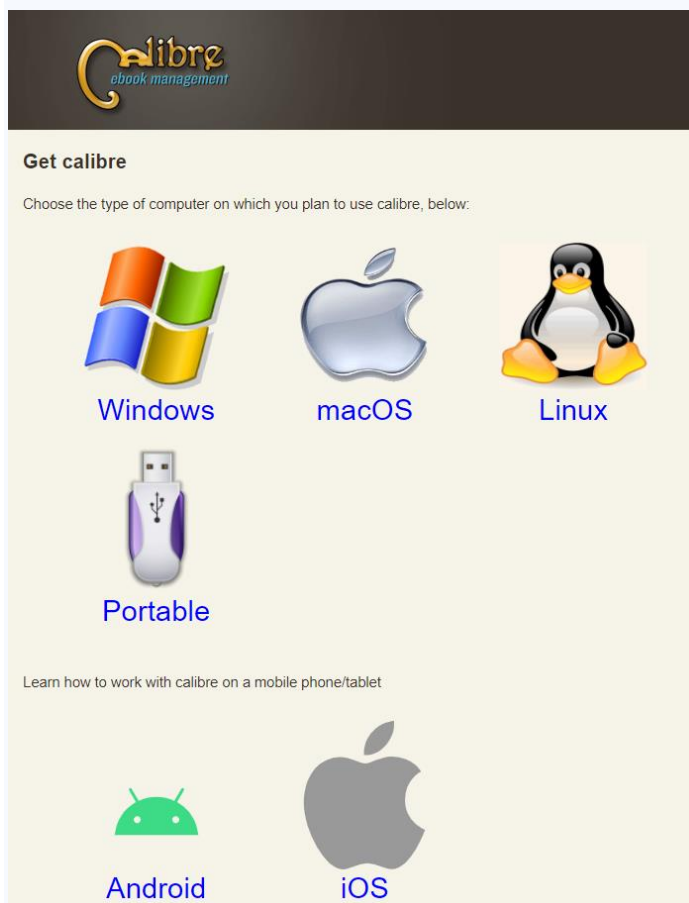 Calibre
ebook management
Get calibre
Choose the type of computer on which you plan to use calibre, below:
Windows macOS Linux
Portable
Learn how to work with calibre on a mobile phone/tablet
Android iOS